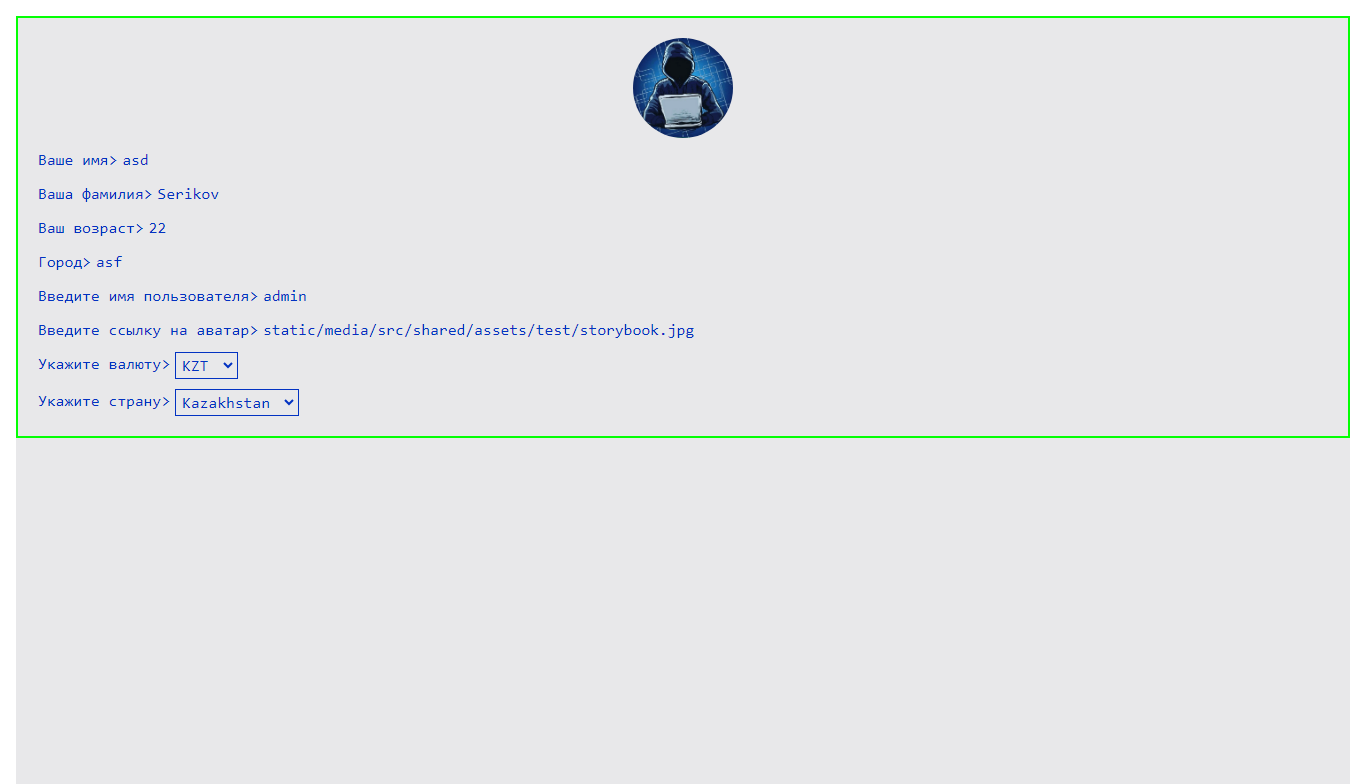 Ваше имя> asd
Ваша фамилия> Serikov
Ваш возраст> 22
Город> asf
Введите имя пользователя> admin
Введите ссылку на аватар> static/media/src/shared/assets/test/storybook.jpg
Укажите валюту> KZT
Укажите страну> Kazakhstan